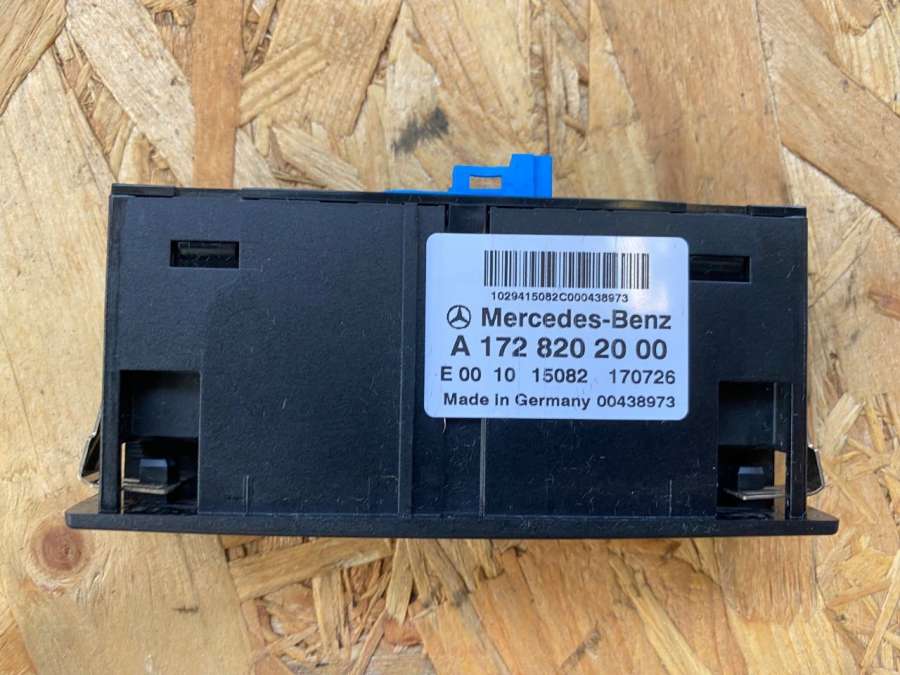 1029415082C000438973
Mercedes-Benz
A 172 820 20 00
E 00 10 15082 170726
Made in Germany 00438973